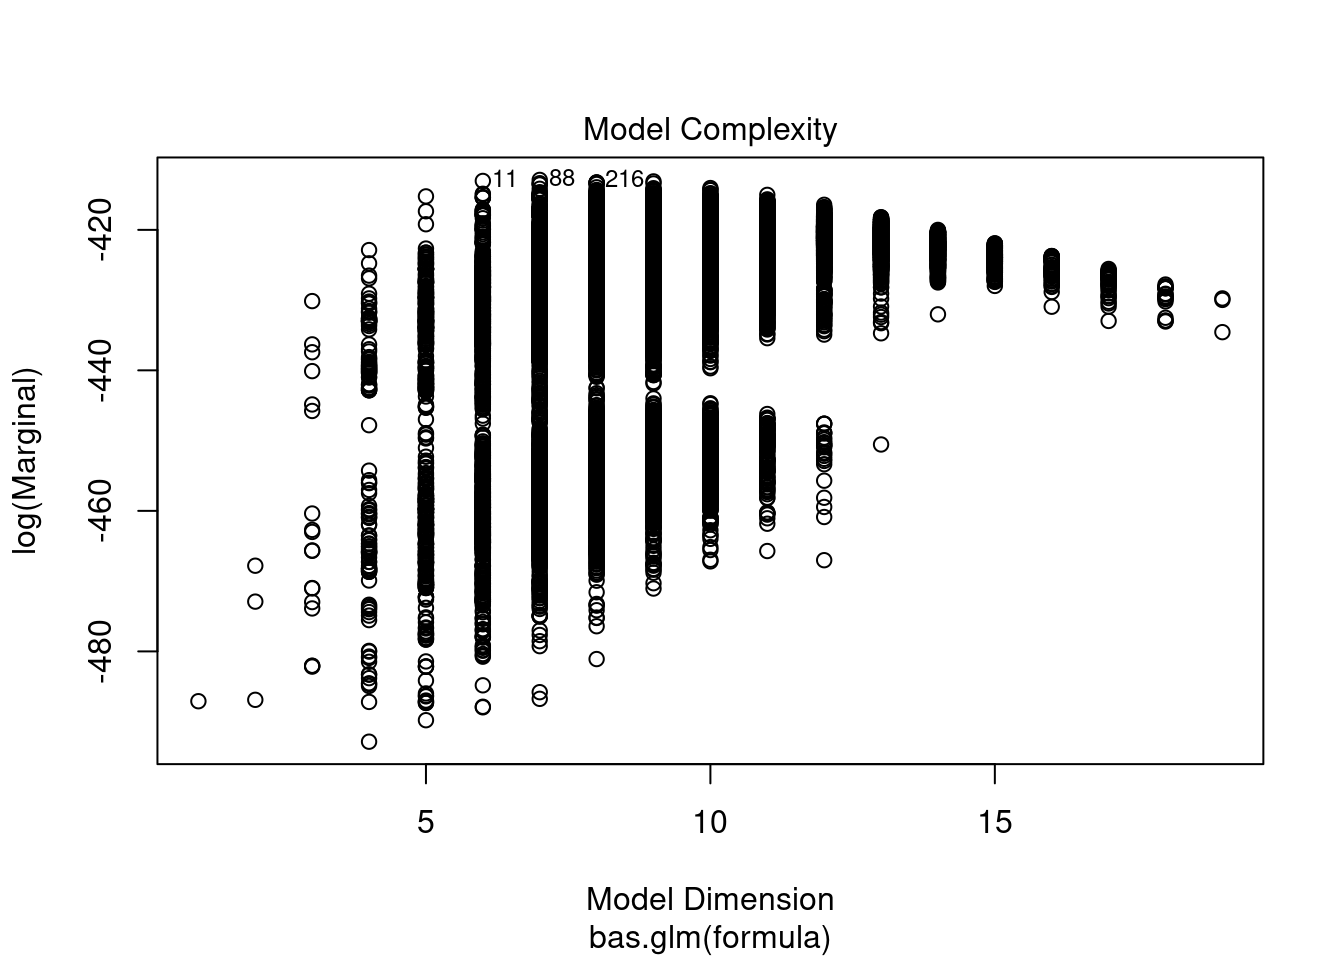 Model Complexity
11 88 216
-420
-440
-460
-480
log(Marginal)
5 10 15
Model Dimension
bas.glm(formula)